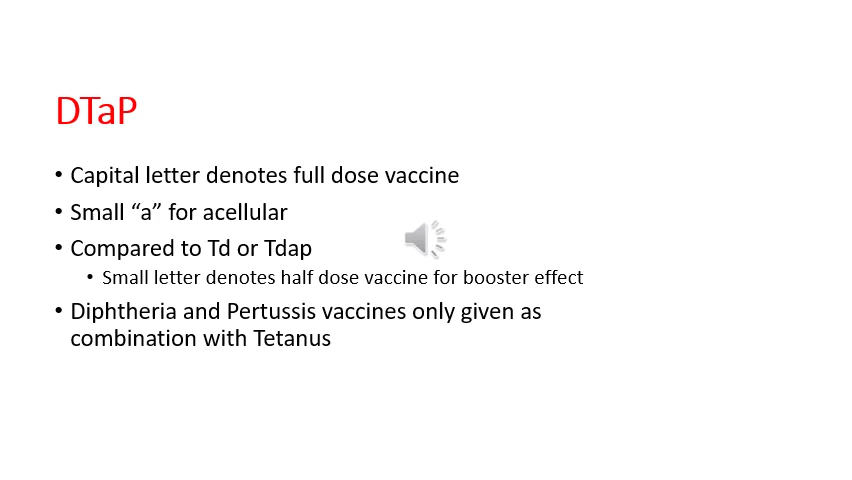 DTaP
• Capital letter denotes full dose vaccine
• Small “a” for acellular
• Compared to Td or Tdap
• Small letter denotes half dose vaccine for booster effect
• Diphtheria and Pertussis vaccines only given as
combination with Tetanus